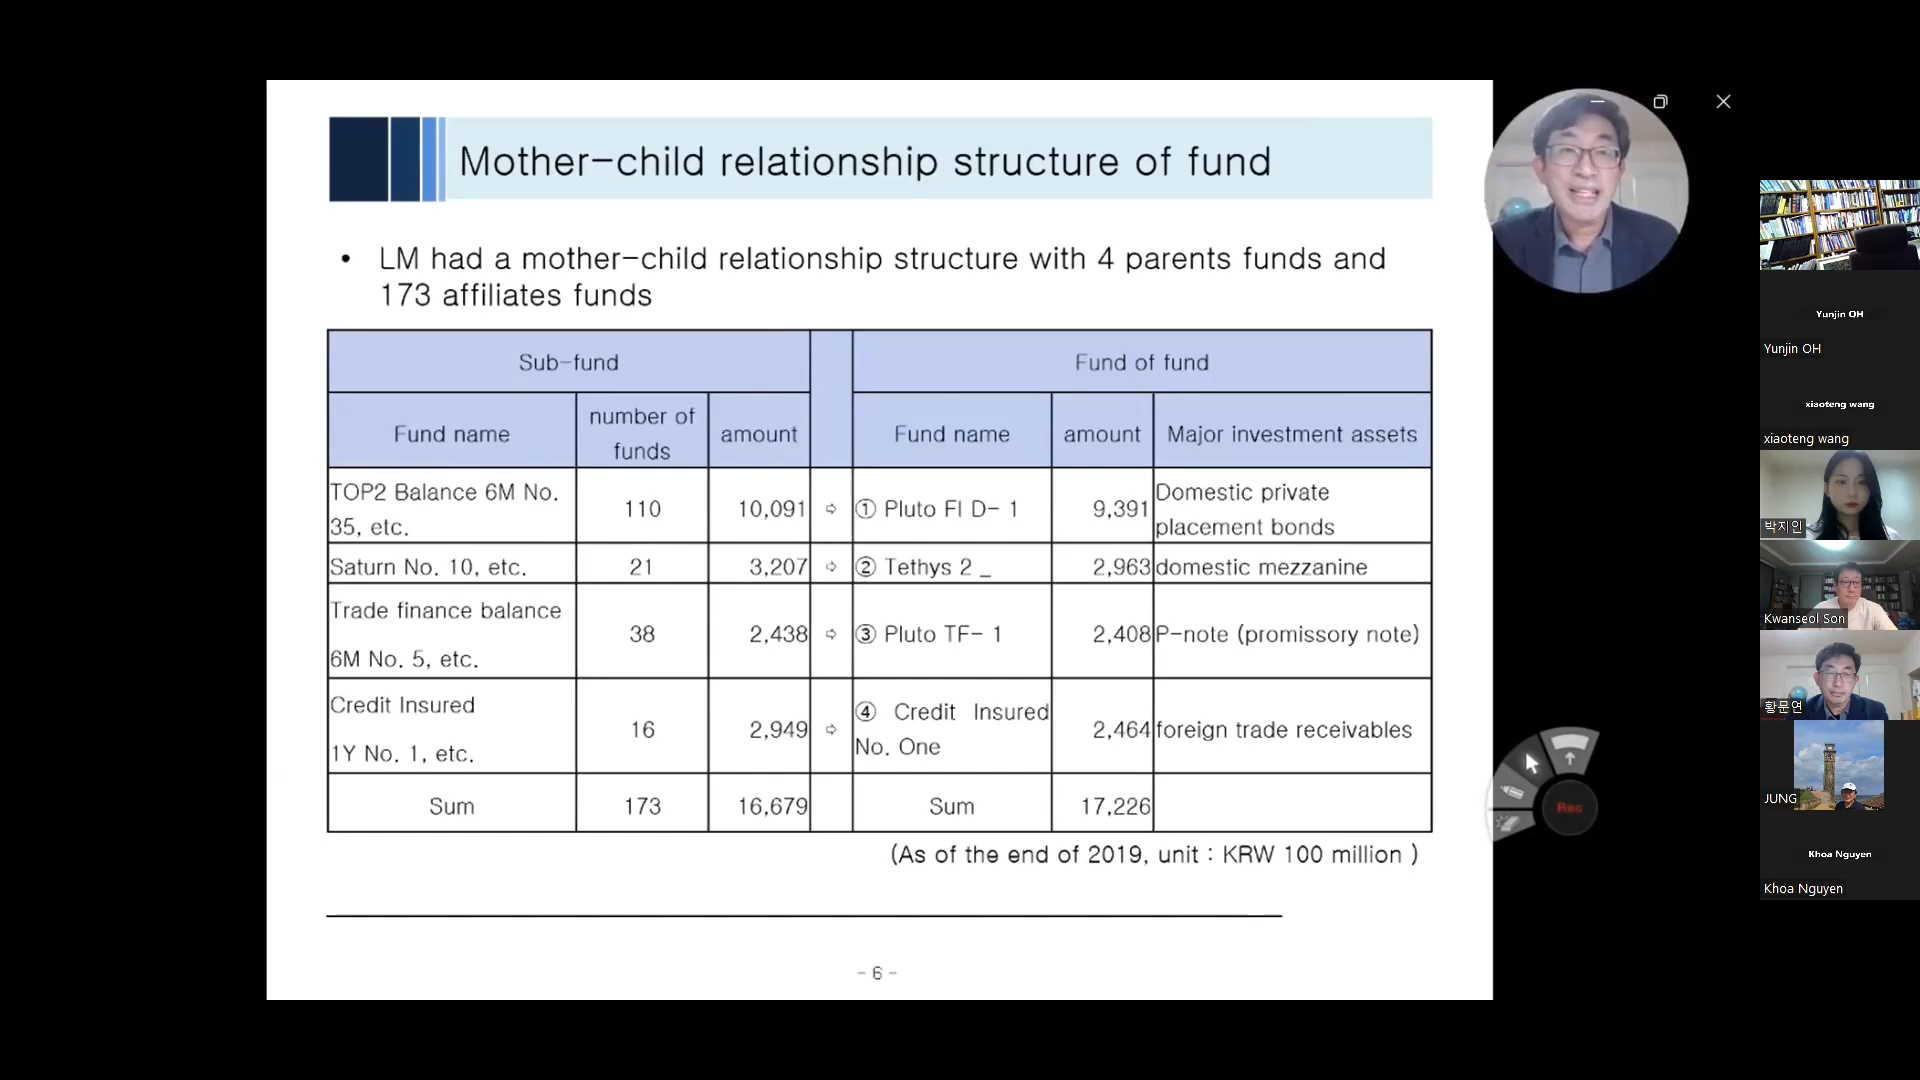 Mother-child relationship structure of fund
• LM had a mother-child relationship structure with 4 parents funds and
173 affiliates funds
Sub-fund
Fund of fund
Fund name
number of
funds
amount
Fund name
amount
Major investment assets
TOP2 Balance 6M No.
35, etc.
110
10,091
⇨
① Pluto FI D- 1
9,391
Domestic private
placement bonds
Saturn No. 10, etc.
21
3,207
⇨
② Tethys 2 _
2,963
domestic mezzanine
Trade finance balance
6M No. 5, etc.
38
2,438
⇨
③ Pluto TF- 1
2,408
P-note (promissory note)
Credit Insured
1Y No. 1, etc.
16
2,949
⇨
④ Credit Insured
No. One
2,464
foreign trade receivables
Sum
173
16,679
Sum
17,226
(As of the end of 2019, unit : KRW 100 million )
- 6 -
Rec
Yunjin OH
Yunjin OH
xiaoteng wang
xiaoteng wang
박지인
Kwanseol Son
황문연
JUNG
Khoa Nguyen
Khoa Nguyen